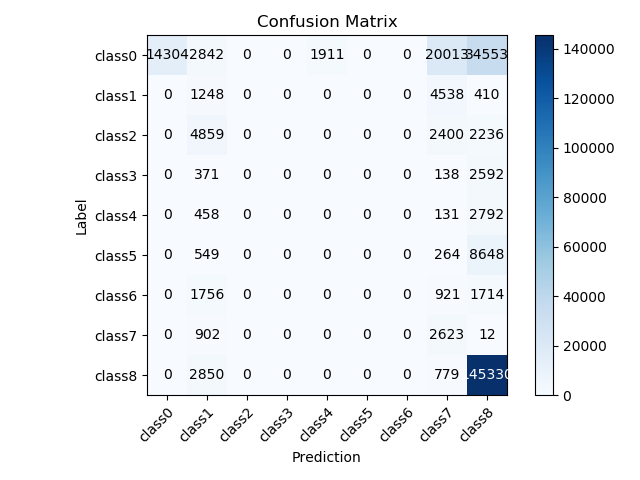 Confusion Matrix
class0 14304 2842 0 0 1911 0 0 20013 34553
class1 0 1248 0 0 0 0 0 4538 410
class2 0 4859 0 0 0 0 0 2400 2236
class3 0 371 0 0 0 0 0 138 2592
class4 0 458 0 0 0 0 0 131 2792
class5 0 549 0 0 0 0 0 264 8648
class6 0 1756 0 0 0 0 0 921 1714
class7 0 902 0 0 0 0 0 2623 12
class8 0 2850 0 0 0 0 0 779 145330
class0 class1 class2 class3 class4 class5 class6 class7 class8
Prediction
Label
140000
120000
100000
80000
60000
40000
20000
0